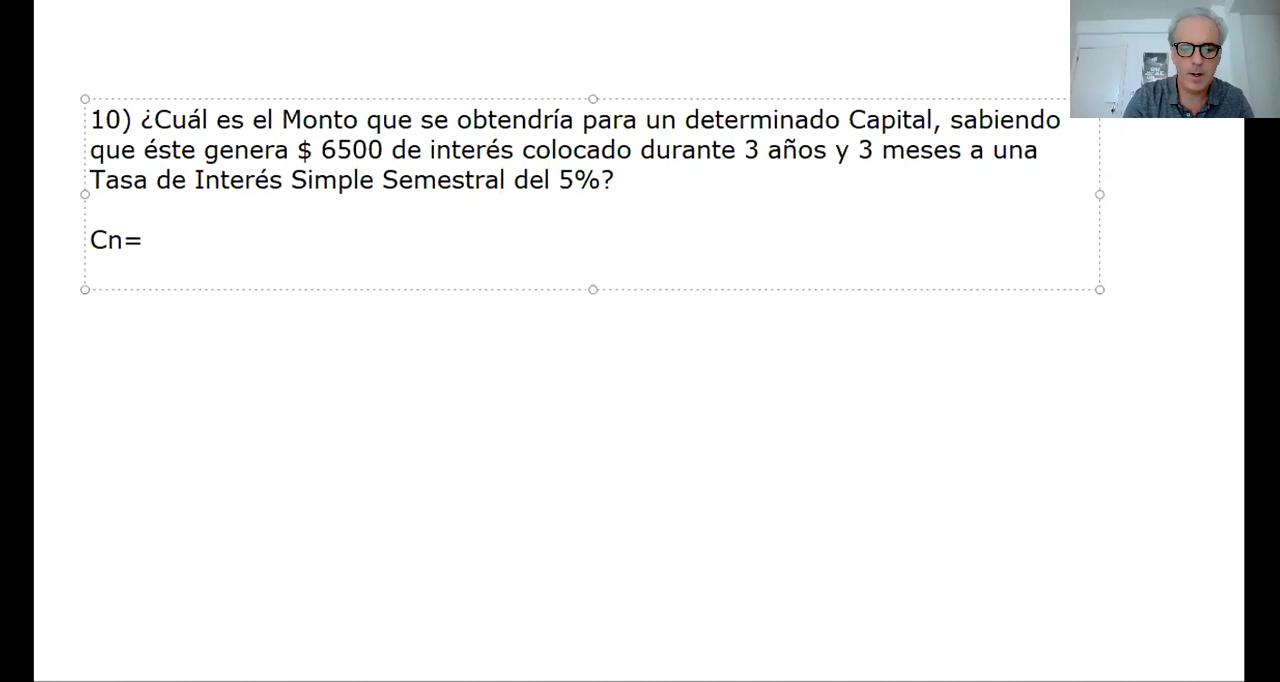 10) ¿Cuál es el Monto que se obtendría para un determinado Capital, sabiendo
que éste genera $ 6500 de interés colocado durante 3 años y 3 meses a una
Tasa de Interés Simple Semestral del 5%?
Cn=